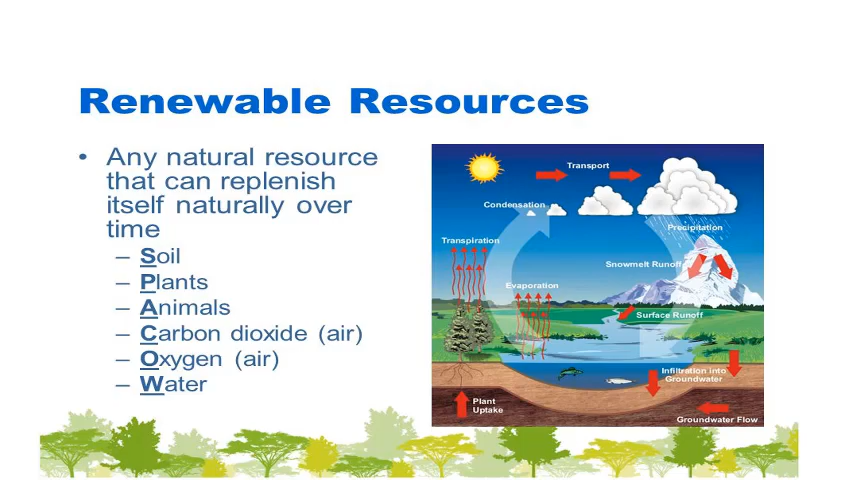 Renewable Resources
• Any natural resource
that can replenish
itself naturally over
time
– Soil
– Plants
– Animals
– Carbon dioxide (air)
– Oxygen (air)
– Water
Transport
Condensation
Precipitation
Transpiration
Snowmelt Runoff
Evaporation
Surface Runoff
Infiltration into
Groundwater
Plant
Uptake
Groundwater Flow